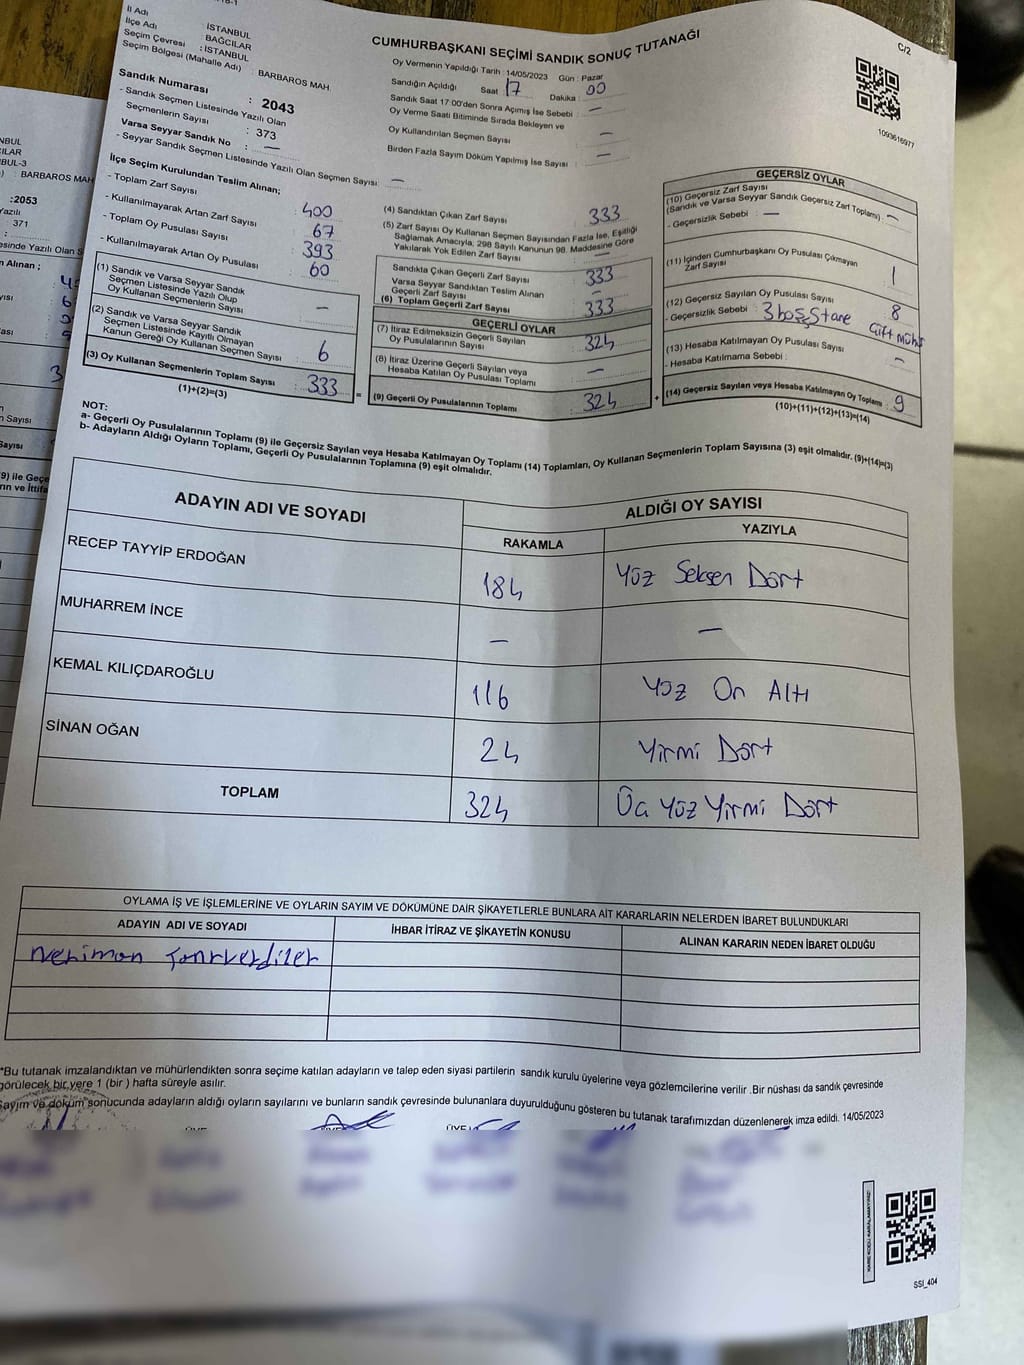 İl Adı : İSTANBUL
İlçe Adı : BAĞCILAR
Seçim Çevresi : İSTANBUL
Seçim Bölgesi (Mahalle Adı) : BARBAROS MAH
Sandık Numarası : 2043
- Sandık Seçmen Listesinde Yazılı Olan
Seçmenlerin Sayısı : 373
Varsa Seyyar Sandık No : —
- Seyyar Sandık Seçmen Listesinde Yazılı Olan Seçmen Sayısı : —
CUMHURBAŞKANI SEÇİMİ SANDIK SONUÇ TUTANAĞI
C/2
Oy Vermenin Yapıldığı Tarih : 14/05/2023 Gün : Pazar
Sandığın Açıldığı Saat 17 Dakika : 00
Sandık Saat 17.00'den Sonra Açımış İse Sebebi : —
Oy Verme Saati Bitiminde Sırada Bekleyen ve
Oy Kullandırılan Seçmen Sayısı : —
Birden Fazla Sayım Döküm Yapılmış İse Sayısı : —
1093616977
İlçe Seçim Kurulundan Teslim Alınan;
- Toplam Zarf Sayısı : 400
- Kullanılmayarak Artan Zarf Sayısı : 67
- Toplam Oy Pusulası Sayısı : 393
- Kullanılmayarak Artan Oy Pusulası : 60
(1) Sandık ve Varsa Seyyar Sandık
Seçmen Listesinde Yazılı Olup
Oy Kullanan Seçmenlerin Sayısı : —
(2) Sandık ve Varsa Seyyar Sandık
Seçmen Listesinde Kayıtlı Olmayan
Kanun Gereği Oy Kullanan Seçmen Sayısı : 6
(3) Oy Kullanan Seçmenlerin Toplam Sayısı : 333
(1)+(2)=(3)
(4) Sandıktan Çıkan Zarf Sayısı : 333
(5) Zarf Sayısı Oy Kullanan Seçmen Sayısından Fazla İse, Eşitliği
Sağlamak Amacıyla, 298 Sayılı Kanunun 98. Maddesine Göre
Yakılarak Yok Edilen Zarf Sayısı : —
Sandıkta Çıkan Geçerli Zarf Sayısı : 333
Varsa Seyyar Sandıktan Teslim Alınan
Geçerli Zarf Sayısı : —
(6) Toplam Geçerli Zarf Sayısı : 333
GEÇERLİ OYLAR
(7) İtiraz Edilmeksizin Geçerli Sayılan
Oy Pusulalarının Sayısı : 324
(8) İtiraz Üzerine Geçerli Sayılan veya
Hesaba Katılan Oy Pusulası Toplamı : —
(9) Geçerli Oy Pusulalarının Toplamı : 324
GEÇERSİZ OYLAR
(10) Geçersiz Zarf Sayısı
(Sandık ve Varsa Seyyar Sandık Geçersiz Zarf Toplamı) : —
- Geçersizlik Sebebi : —
(11) İçinden Cumhurbaşkanı Oy Pusulası Çıkmayan
Zarf Sayısı : 1
(12) Geçersiz Sayılan Oy Pusulası Sayısı : 8
- Geçersizlik Sebebi : 3 boş 5 tane Çift müh
(13) Hesaba Katılmayan Oy Pusulası Sayısı : —
- Hesaba Katılmama Sebebi :
(14) Geçersiz Sayılan veya Hesaba Katılmayan Oy Toplamı : 9
(10)+(11)+(12)+(13)=(14)
NOT:
a- Geçerli Oy Pusulalarının Toplamı (9) ile Geçersiz Sayılan veya Hesaba Katılmayan Oy Toplamı (14) Toplamları, Oy Kullanan Seçmenlerin Toplam Sayısına (3) eşit olmalıdır. (9)+(14)=(3)
b- Adayların Aldığı Oyların Toplamı, Geçerli Oy Pusulalarının Toplamına (9) eşit olmalıdır.
ADAYIN ADI VE SOYADI ALDIĞI OY SAYISI
RAKAMLA YAZIYLA
RECEP TAYYİP ERDOĞAN 184 Yüz Seksen Dört
MUHARREM İNCE — —
KEMAL KILIÇDAROĞLU 116 Yüz On Altı
SİNAN OĞAN 24 Yirmi Dört
TOPLAM 324 Üç Yüz Yirmi Dört
OYLAMA İŞ VE İŞLEMLERİNE VE OYLARIN SAYIM VE DÖKÜMÜNE DAİR ŞİKAYETLERLE BUNLARA AİT KARARLARIN NELERDEN İBARET BULUNDUKLARI
ADAYIN ADI VE SOYADI İHBAR İTİRAZ VE ŞİKAYETİN KONUSU ALINAN KARARIN NEDEN İBARET OLDUĞU
Neriman
*Bu tutanak imzalandıktan ve mühürlendikten sonra seçime katılan adayların ve talep eden siyasi partilerin sandık kurulu üyelerine veya gözlemcilerine verilir .Bir nüshası da sandık çevresinde
görülecek bir yere 1 (bir ) hafta süreyle asılır.
Sayım ve döküm sonucunda adayların aldığı oyların sayılarını ve bunların sandık çevresinde bulunanlara duyurulduğunu gösteren bu tutanak tarafımızdan düzenlenerek imza edildi. 14/05/2023
SSI_404
BARBAROS MAH
:2053
371